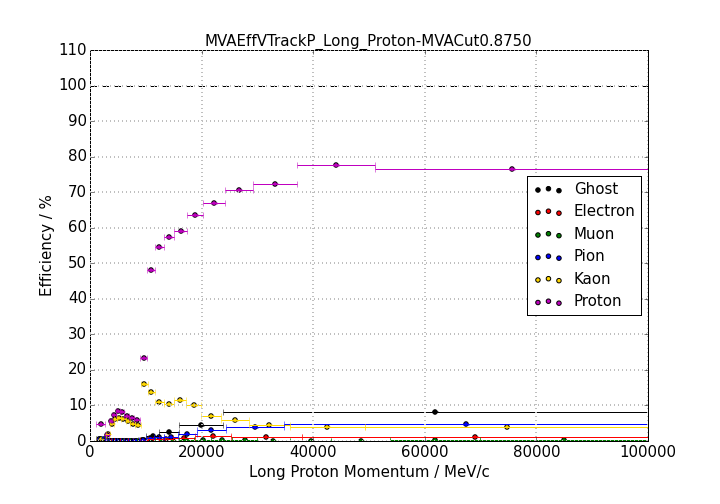 MVAEffVTrackP_Long_Proton-MVACut0.8750
110
100
90
80
70
60
50
40
30
20
10
0
Efficiency / %
Ghost
Electron
Muon
Pion
Kaon
Proton
0 20000 40000 60000 80000 100000
Long Proton Momentum / MeV/c